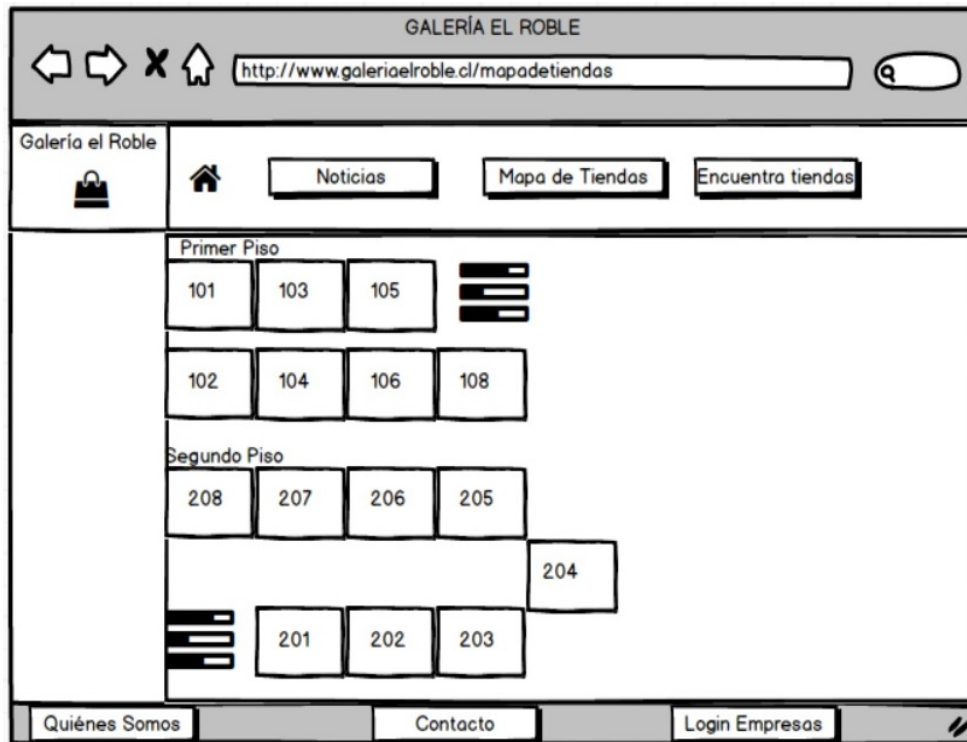 GALERÍA EL ROBLE
http://www.galeriaelroble.cl/mapadetiendas
Galería el Roble
Noticias
Mapa de Tiendas
Encuentra tiendas
Primer Piso
101 103 105
102 104 106 108
Segundo Piso
208 207 206 205
204
201 202 203
Quiénes Somos
Contacto
Login Empresas